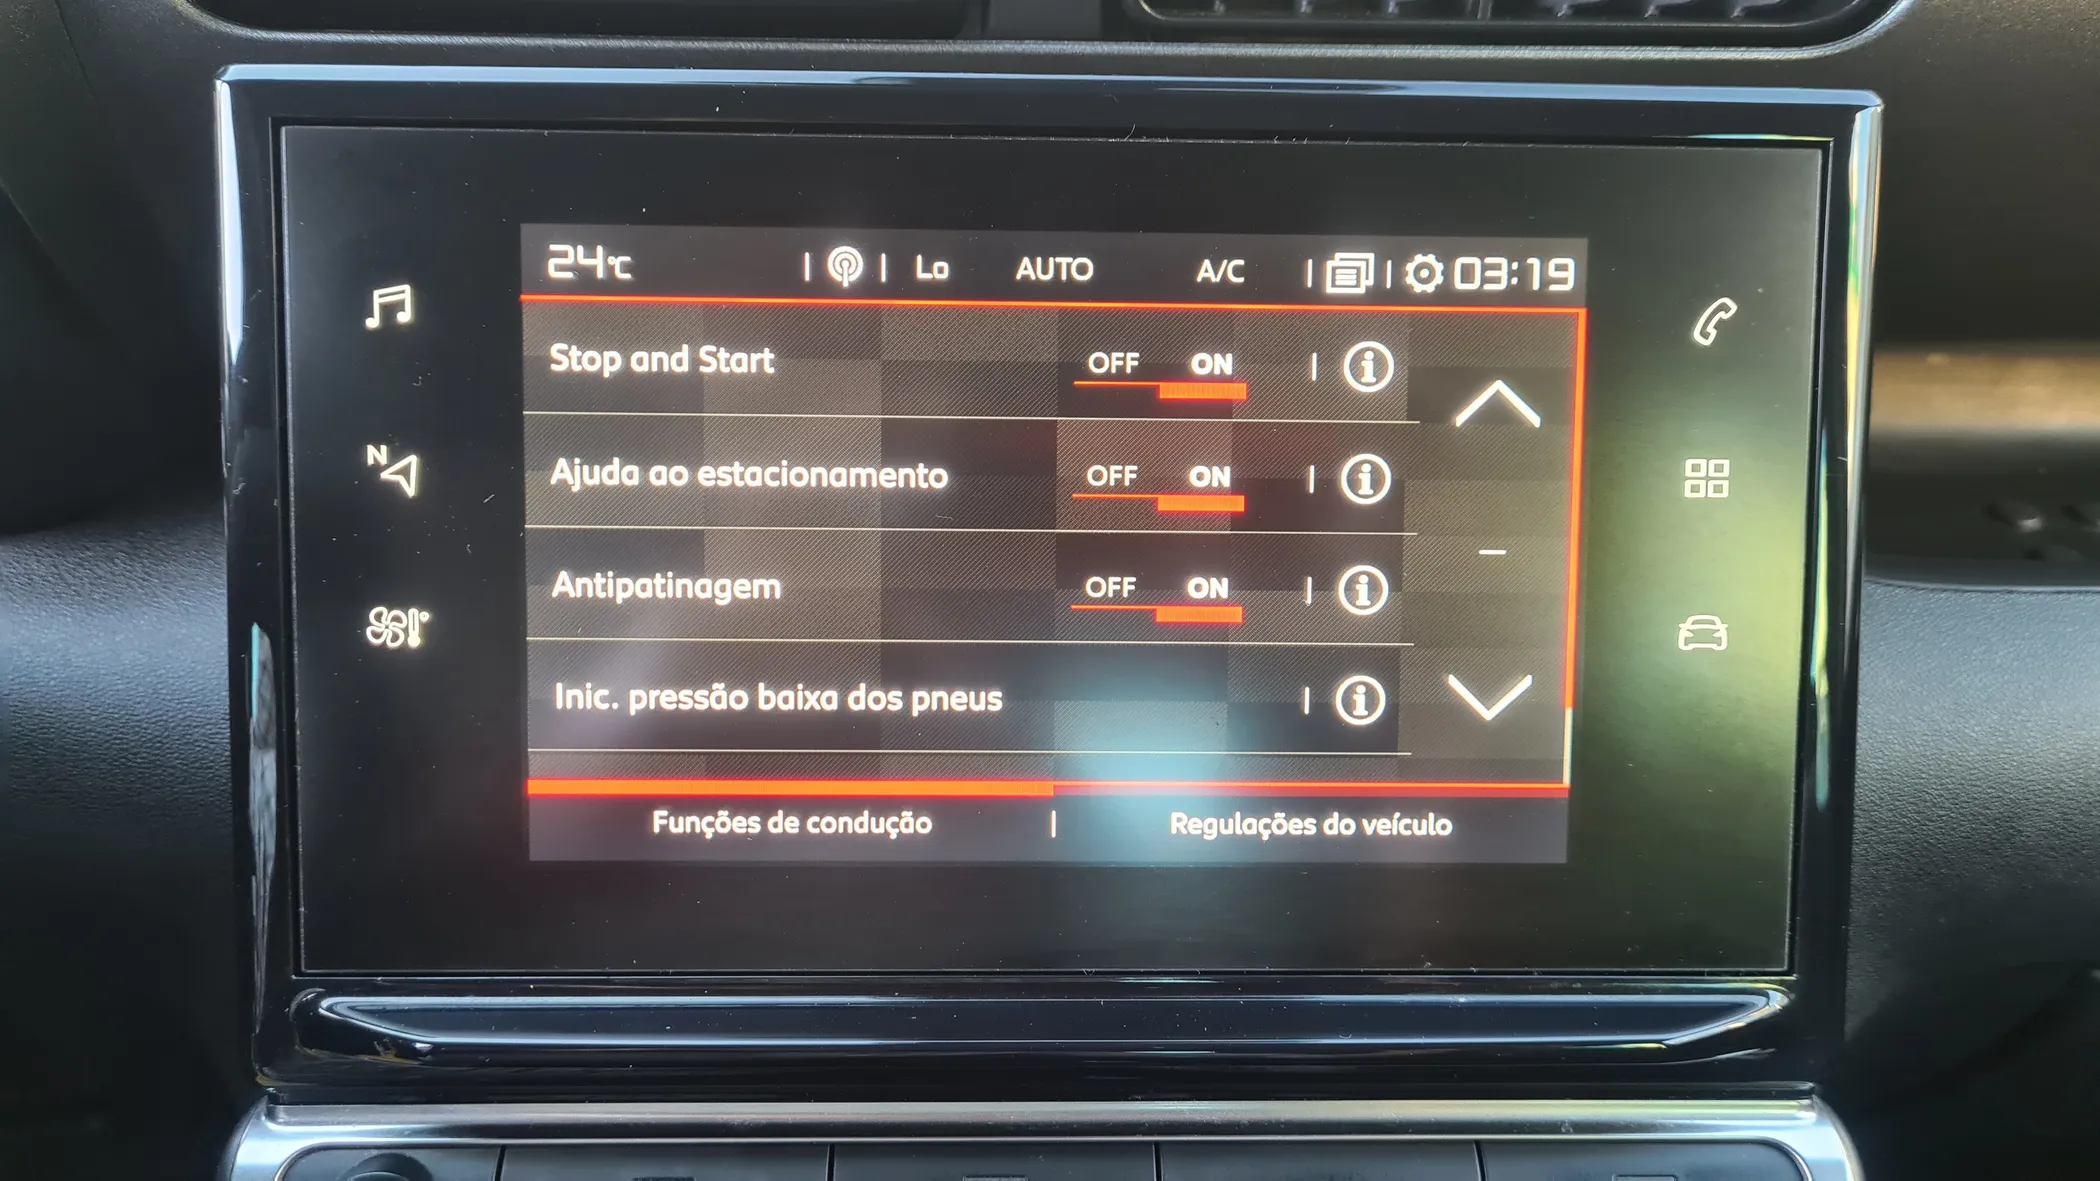 24°C Lo AUTO A/C 03:19
Stop and Start OFF ON
Ajuda ao estacionamento OFF ON
N
Antipatinagem OFF ON
Inic. pressão baixa dos pneus
Funções de condução | Regulações do veículo